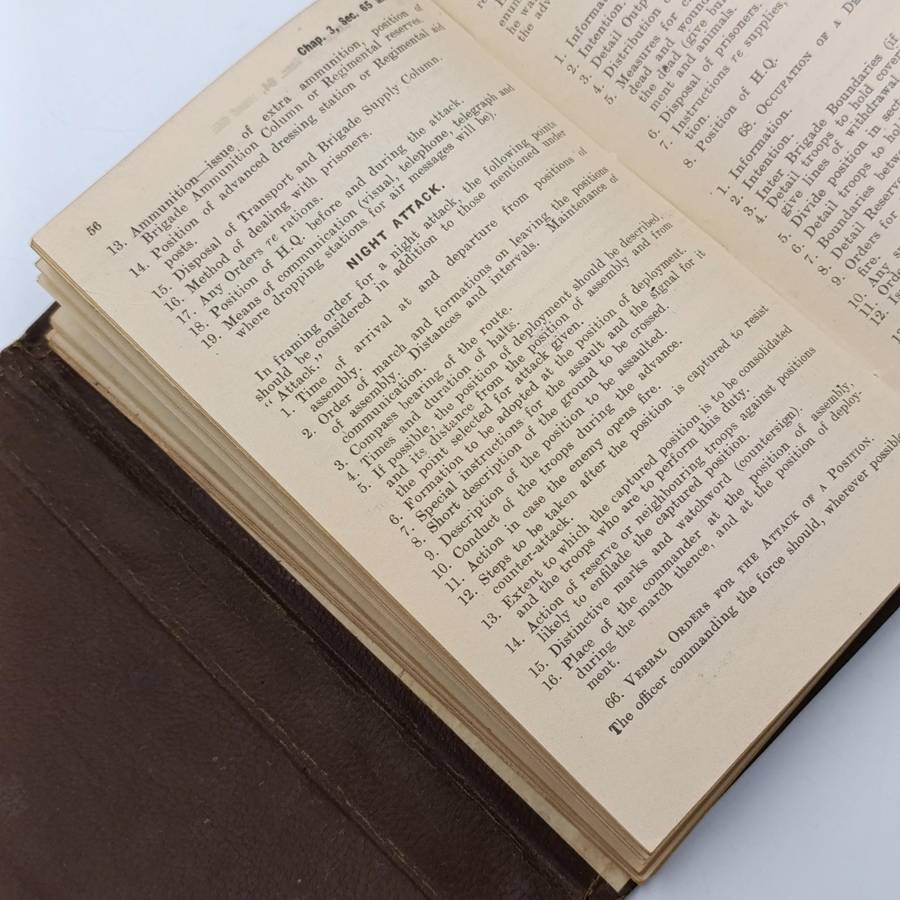 56
Chap. 3, Sec. 65
13. Ammunition—issue of extra ammunition, position of
Brigade Ammunition Column or Regimental reserves
14. Position of advanced dressing station or Regimental aid
posts.
15. Disposal of Transport and Brigade Supply Column.
16. Method of dealing with prisoners.
17. Any Orders re rations.
18. Position of H.Q. before and during the attack.
19. Means of communication (visual, telephone, telegraph and
where dropping stations for air messages will be).
NIGHT ATTACK.
In framing order for a night attack, the following points
should be considered in addition to those mentioned under
“ Attack.”
1. Time of arrival at and departure from positions of
assembly.
2. Order of march and formations on leaving the positions
of assembly. Distances and intervals. Maintenance of
communication.
3. Compass bearing of the route.
4. Times and duration of halts.
5. If possible, the position of deployment should be described,
and its distance from the position of assembly and from
the point selected for attack given.
6. Formation to be adopted at the position of deployment.
7. Special instructions for the assault and the signal for it
8. Short description of the ground to be crossed.
9. Description of the position to be assaulted.
10. Conduct of the troops during the advance.
11. Action in case the enemy opens fire.
12. Steps to be taken after the position is captured to resist
counter-attack.
13. Extent to which the captured position is to be consolidated
and the troops who are to perform this duty.
14. Action of reserve or neighbouring troops against positions
likely to enfilade the captured position.
15. Distinctive marks and watchword (countersign).
16. Place of the commander at the position of assembly,
during the march thence, and at the position of deploy-
ment.
66. VERBAL ORDERS FOR THE ATTACK OF A POSITION.
The officer commanding the force should, wherever possible
the adv
1. Information
2. Intention.
3. Detail Outp
4. Distribution o
5. Measures for c
dead and wo
the dead (give bu
ment and animals.
6. Disposal of prisoners.
7. Instructions re supplies,
tion.
8. Position of H.Q.
68. OCCUPATION OF A DE
1. Information.
2. Intention.
3. Inter Brigade Boundaries (if
4. Detail troops to hold cover
give lines of withdrawal
5. Divide position in sect
6. Detail troops to hol
7. Boundaries betw
8. Detail Reserv
9. Orders for
fire.
10. Any s
11. Orde
12. Is